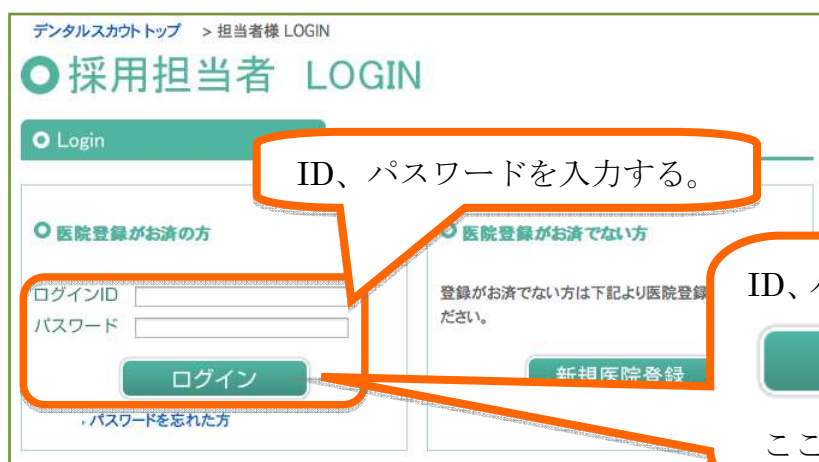 デンタルスカウトトップ > 担当者様 LOGIN
採用担当者 LOGIN
Login
ID、パスワードを入力する。
医院登録がお済の方
ログインID
パスワード
ログイン
パスワードを忘れた方
医院登録がお済でない方
登録がお済でない方は下記より医院登録
ださい。
新規医院登録
ID、
ここ